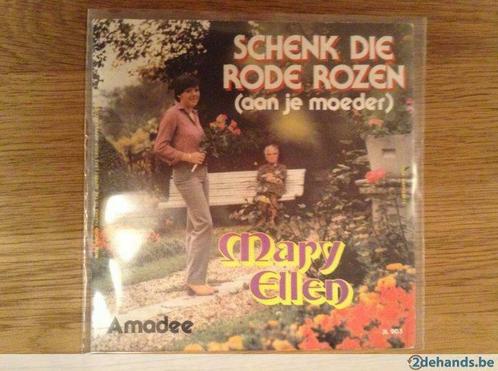 SCHENK DIE
RODE ROZEN
(aan je moeder)
Mary
Ellen
Amadee
2dehands.be